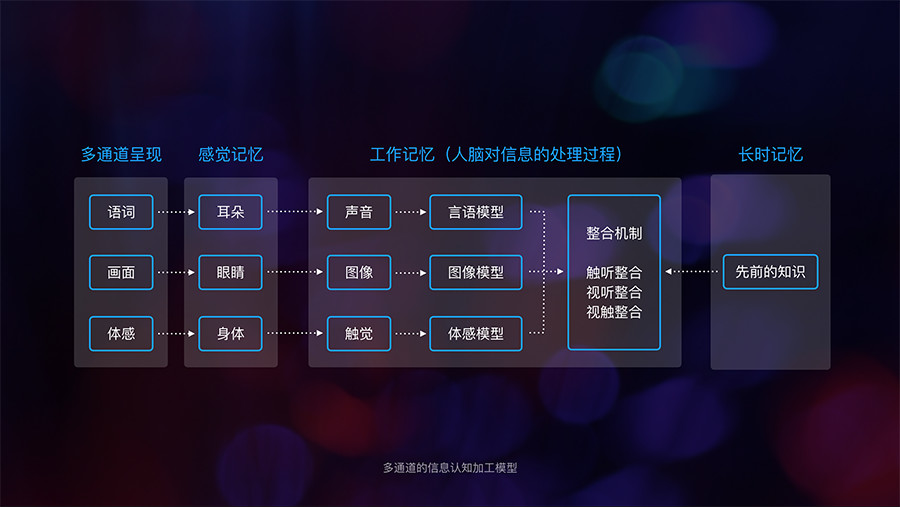 多通道呈现
感觉记忆
工作记忆（人脑对信息的处理过程）
长时记忆
语词
耳朵
声音
言语模型
画面
眼睛
图像
图像模型
体感
身体
触觉
体感模型
整合机制
触听整合
视听整合
视触整合
先前的知识
多通道的信息认知加工模型